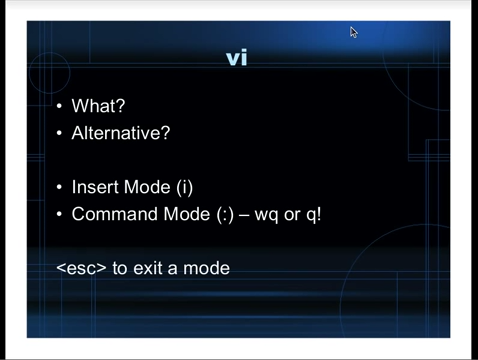 vi
• What?
• Alternative?
• Insert Mode (i)
• Command Mode (:) – wq or q!
<esc> to exit a mode